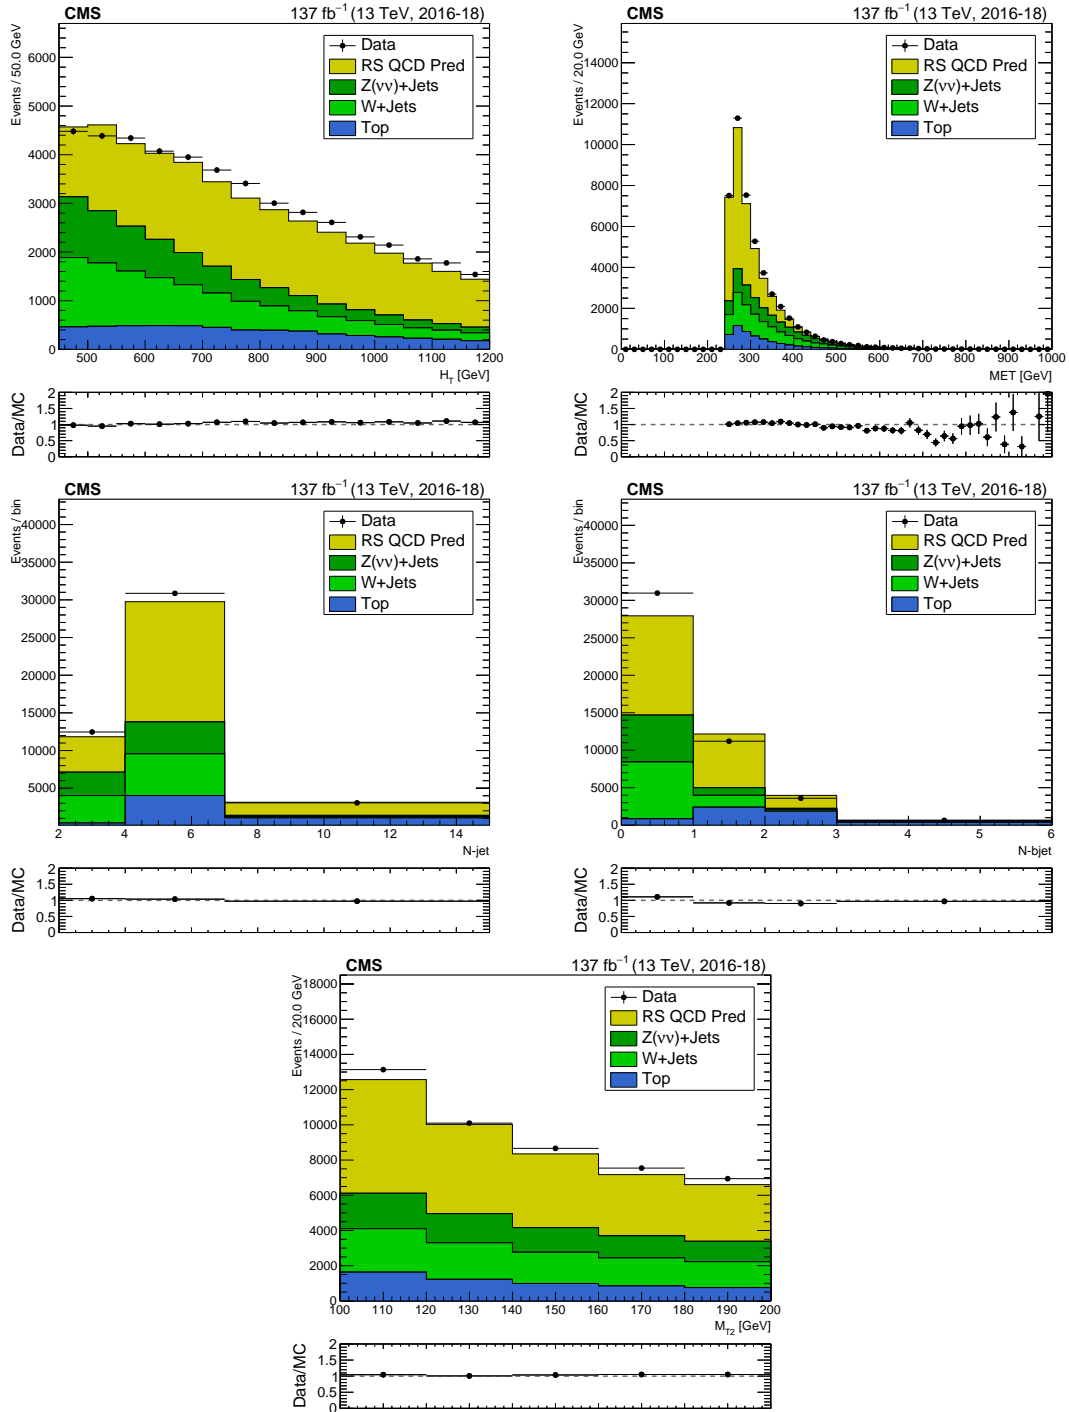 CMS 137 fb⁻¹ (13 TeV, 2016-18)
Events / 50.0 GeV
6000
5000
4000
3000
2000
1000
0
Data
RS QCD Pred
Z(νν)+Jets
W+Jets
Top
500 600 700 800 900 1000 1100 1200
H_T [GeV]
Data/MC
2
1.5
1
0.5
0
CMS 137 fb⁻¹ (13 TeV, 2016-18)
Events / 20.0 GeV
14000
12000
10000
8000
6000
4000
2000
0
Data
RS QCD Pred
Z(νν)+Jets
W+Jets
Top
0 100 200 300 400 500 600 700 800 900 1000
MET [GeV]
Data/MC
2
1.5
1
0.5
0
CMS 137 fb⁻¹ (13 TeV, 2016-18)
Events / bin
40000
35000
30000
25000
20000
15000
10000
5000
0
Data
RS QCD Pred
Z(νν)+Jets
W+Jets
Top
2 4 6 8 10 12 14
N-jet
Data/MC
2
1.5
1
0.5
0
CMS 137 fb⁻¹ (13 TeV, 2016-18)
Events / bin
40000
35000
30000
25000
20000
15000
10000
5000
0
Data
RS QCD Pred
Z(νν)+Jets
W+Jets
Top
0 1 2 3 4 5 6
N-bjet
Data/MC
2
1.5
1
0.5
0
CMS 137 fb⁻¹ (13 TeV, 2016-18)
Events / 20.0 GeV
18000
16000
14000
12000
10000
8000
6000
4000
2000
0
Data
RS QCD Pred
Z(νν)+Jets
W+Jets
Top
100 110 120 130 140 150 160 170 180 190 200
M_T2 [GeV]
Data/MC
2
1.5
1
0.5
0